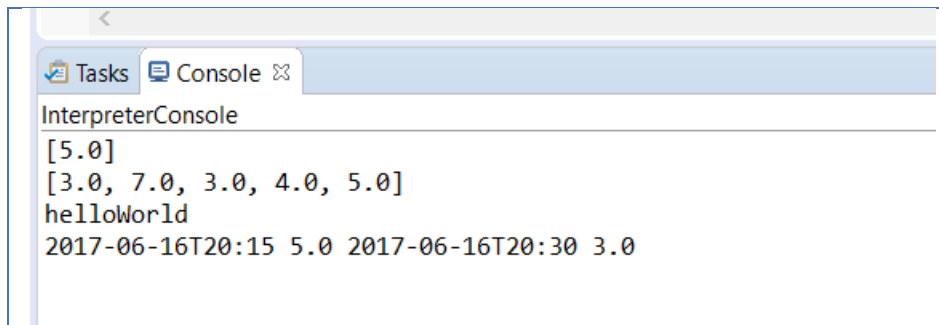 Tasks Console
InterpreterConsole
[5.0]
[3.0, 7.0, 3.0, 4.0, 5.0]
helloWorld
2017-06-16T20:15 5.0 2017-06-16T20:30 3.0